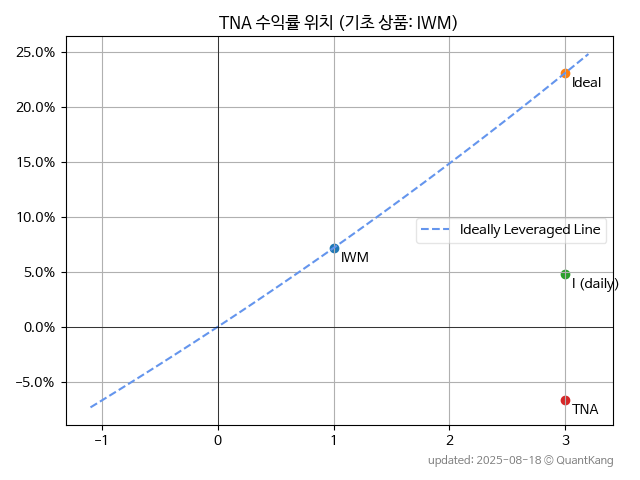 TNA 수익률 위치 (기초 상품: IWM)
25.0%
20.0%
15.0%
10.0%
5.0%
0.0%
−5.0%
Ideal
Ideally Leveraged Line
IWM
I (daily)
TNA
−1
0
1
2
3
updated: 2025-08-18 © QuantKang